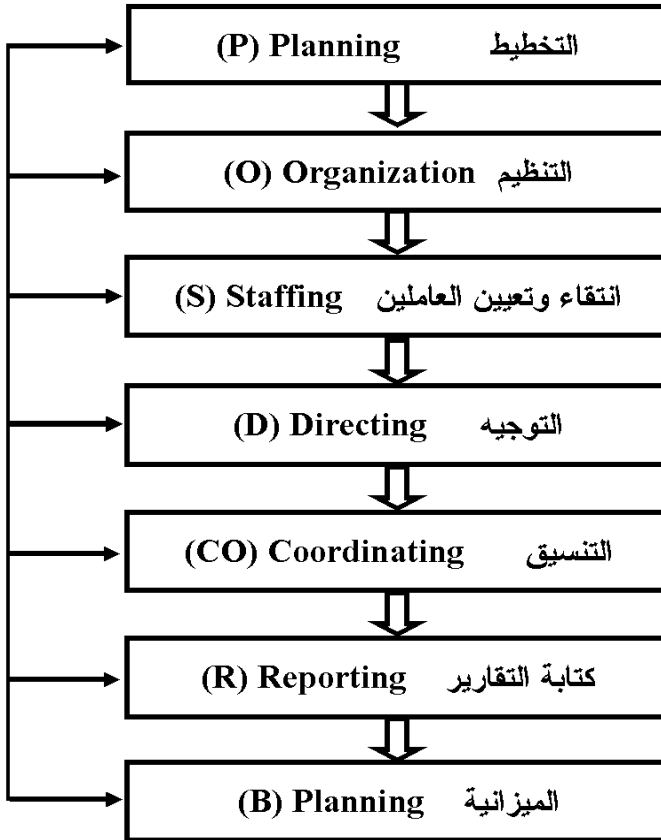 (P) Planning التخطيط
(O) Organization التنظيم
(S) Staffing انتقاء وتعيين العاملين
(D) Directing التوجيه
(CO) Coordinating التنسيق
(R) Reporting كتابة التقارير
(B) Planning الميزانية